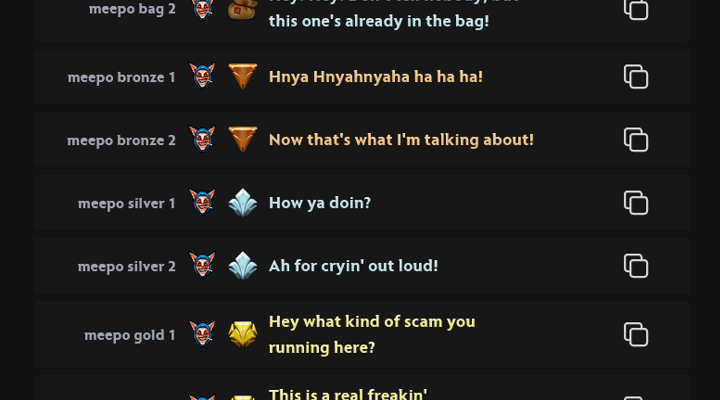 meepo bag 2
this one's already in the bag!
meepo bronze 1
Hnya Hnyahnyaha ha ha ha!
meepo bronze 2
Now that's what I'm talking about!
meepo silver 1
How ya doin?
meepo silver 2
Ah for cryin' out loud!
meepo gold 1
Hey what kind of scam you
running here?
This is a real freakin'